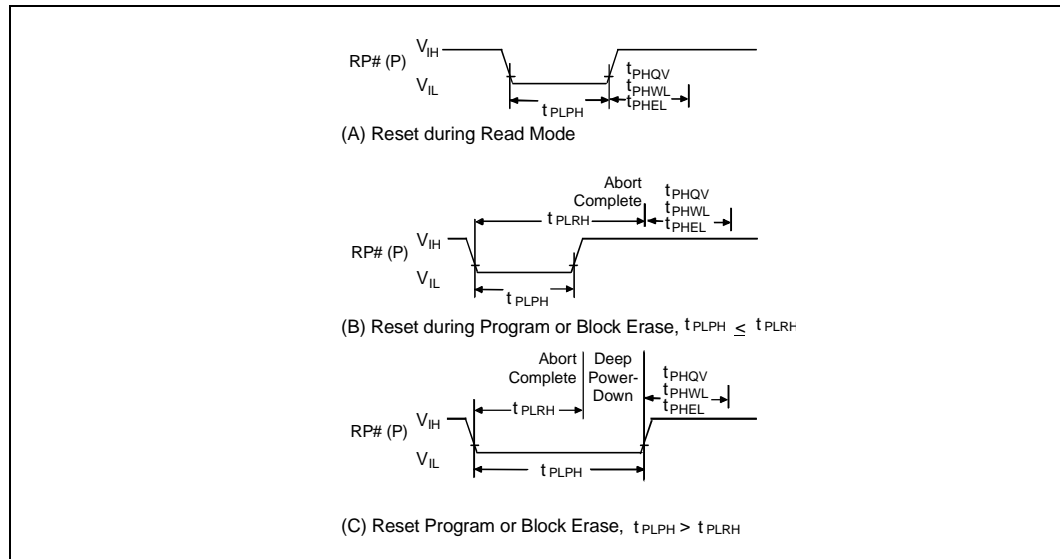 RP# (P)
VIH
VIL
tPLPH
tPHQV
tPHWL
tPHEL
(A) Reset during Read Mode
Abort
Complete
tPLRH
tPHQV
tPHWL
tPHEL
RP# (P)
VIH
VIL
tPLPH
(B) Reset during Program or Block Erase, tPLPH ≤ tPLRH
Abort
Complete
Deep
Power-
Down
tPLRH
tPHQV
tPHWL
tPHEL
RP# (P)
VIH
VIL
tPLPH
(C) Reset Program or Block Erase, tPLPH > tPLRH